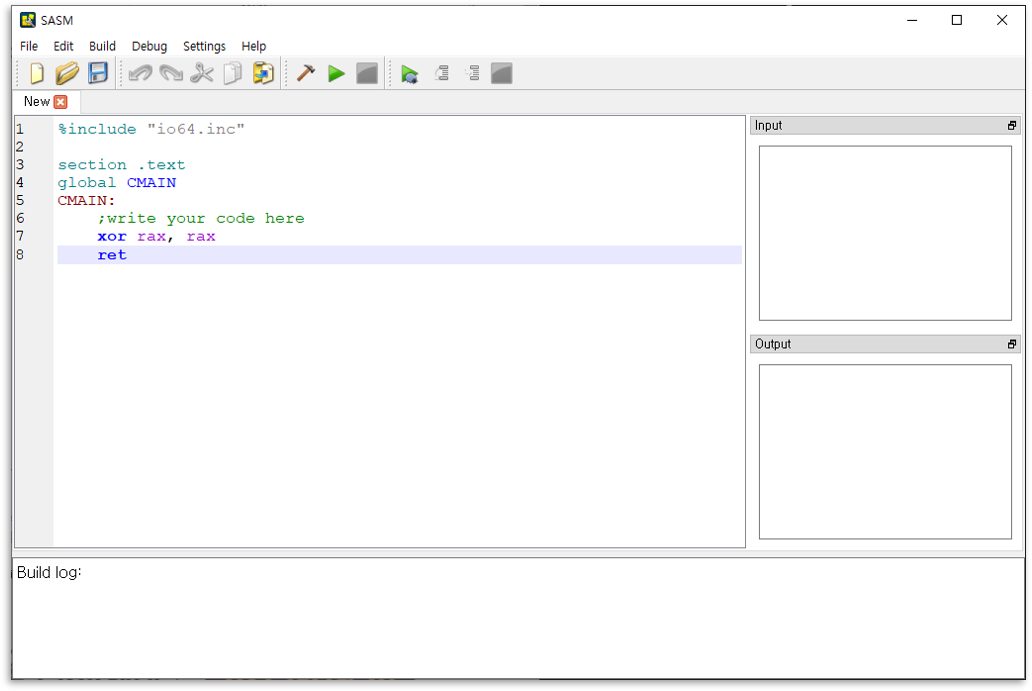 SASM
File Edit Build Debug Settings Help
New
1 %include "io64.inc"
2
3 section .text
4 global CMAIN
5 CMAIN:
6 ;write your code here
7 xor rax, rax
8 ret
Input
Output
Build log: